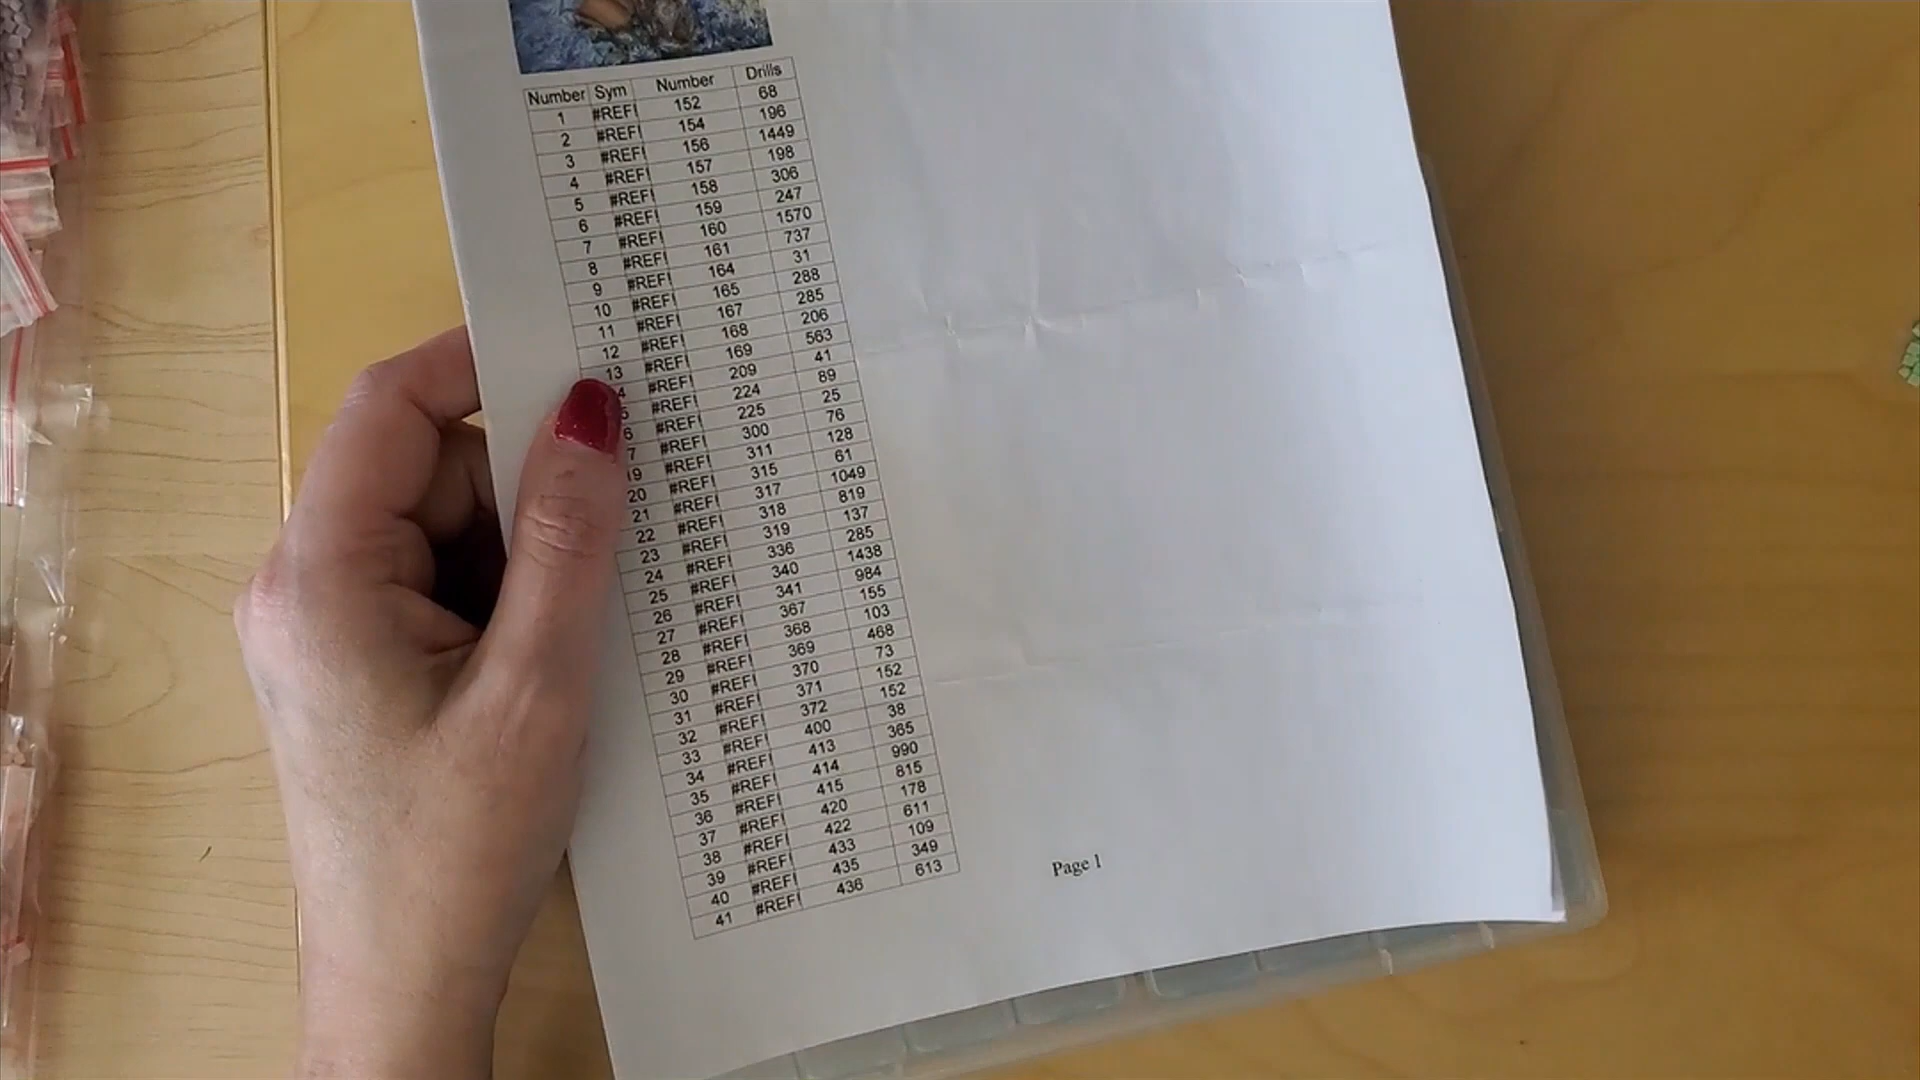 Number Sym Number Drills
1 #REF! 152 68
2 #REF! 154 196
3 #REF! 156 1449
4 #REF! 157 198
5 #REF! 158 306
6 #REF! 159 247
7 #REF! 160 1570
8 #REF! 161 737
9 #REF! 164 31
10 #REF! 165 288
11 #REF! 167 285
12 #REF! 168 206
13 #REF! 169 563
4 #REF! 209 41
5 #REF! 224 89
6 #REF! 225 25
7 #REF! 300 76
19 #REF! 311 128
20 #REF! 315 61
21 #REF! 317 1049
22 #REF! 318 819
23 #REF! 319 137
24 #REF! 336 285
25 #REF! 340 1438
26 #REF! 341 984
27 #REF! 367 155
28 #REF! 368 103
29 #REF! 369 468
30 #REF! 370 73
31 #REF! 371 152
32 #REF! 372 152
33 #REF! 400 38
34 #REF! 413 365
35 #REF! 414 990
36 #REF! 415 815
37 #REF! 420 178
38 #REF! 422 611
39 #REF! 433 109
40 #REF! 435 349
41 #REF! 436 613
Page 1